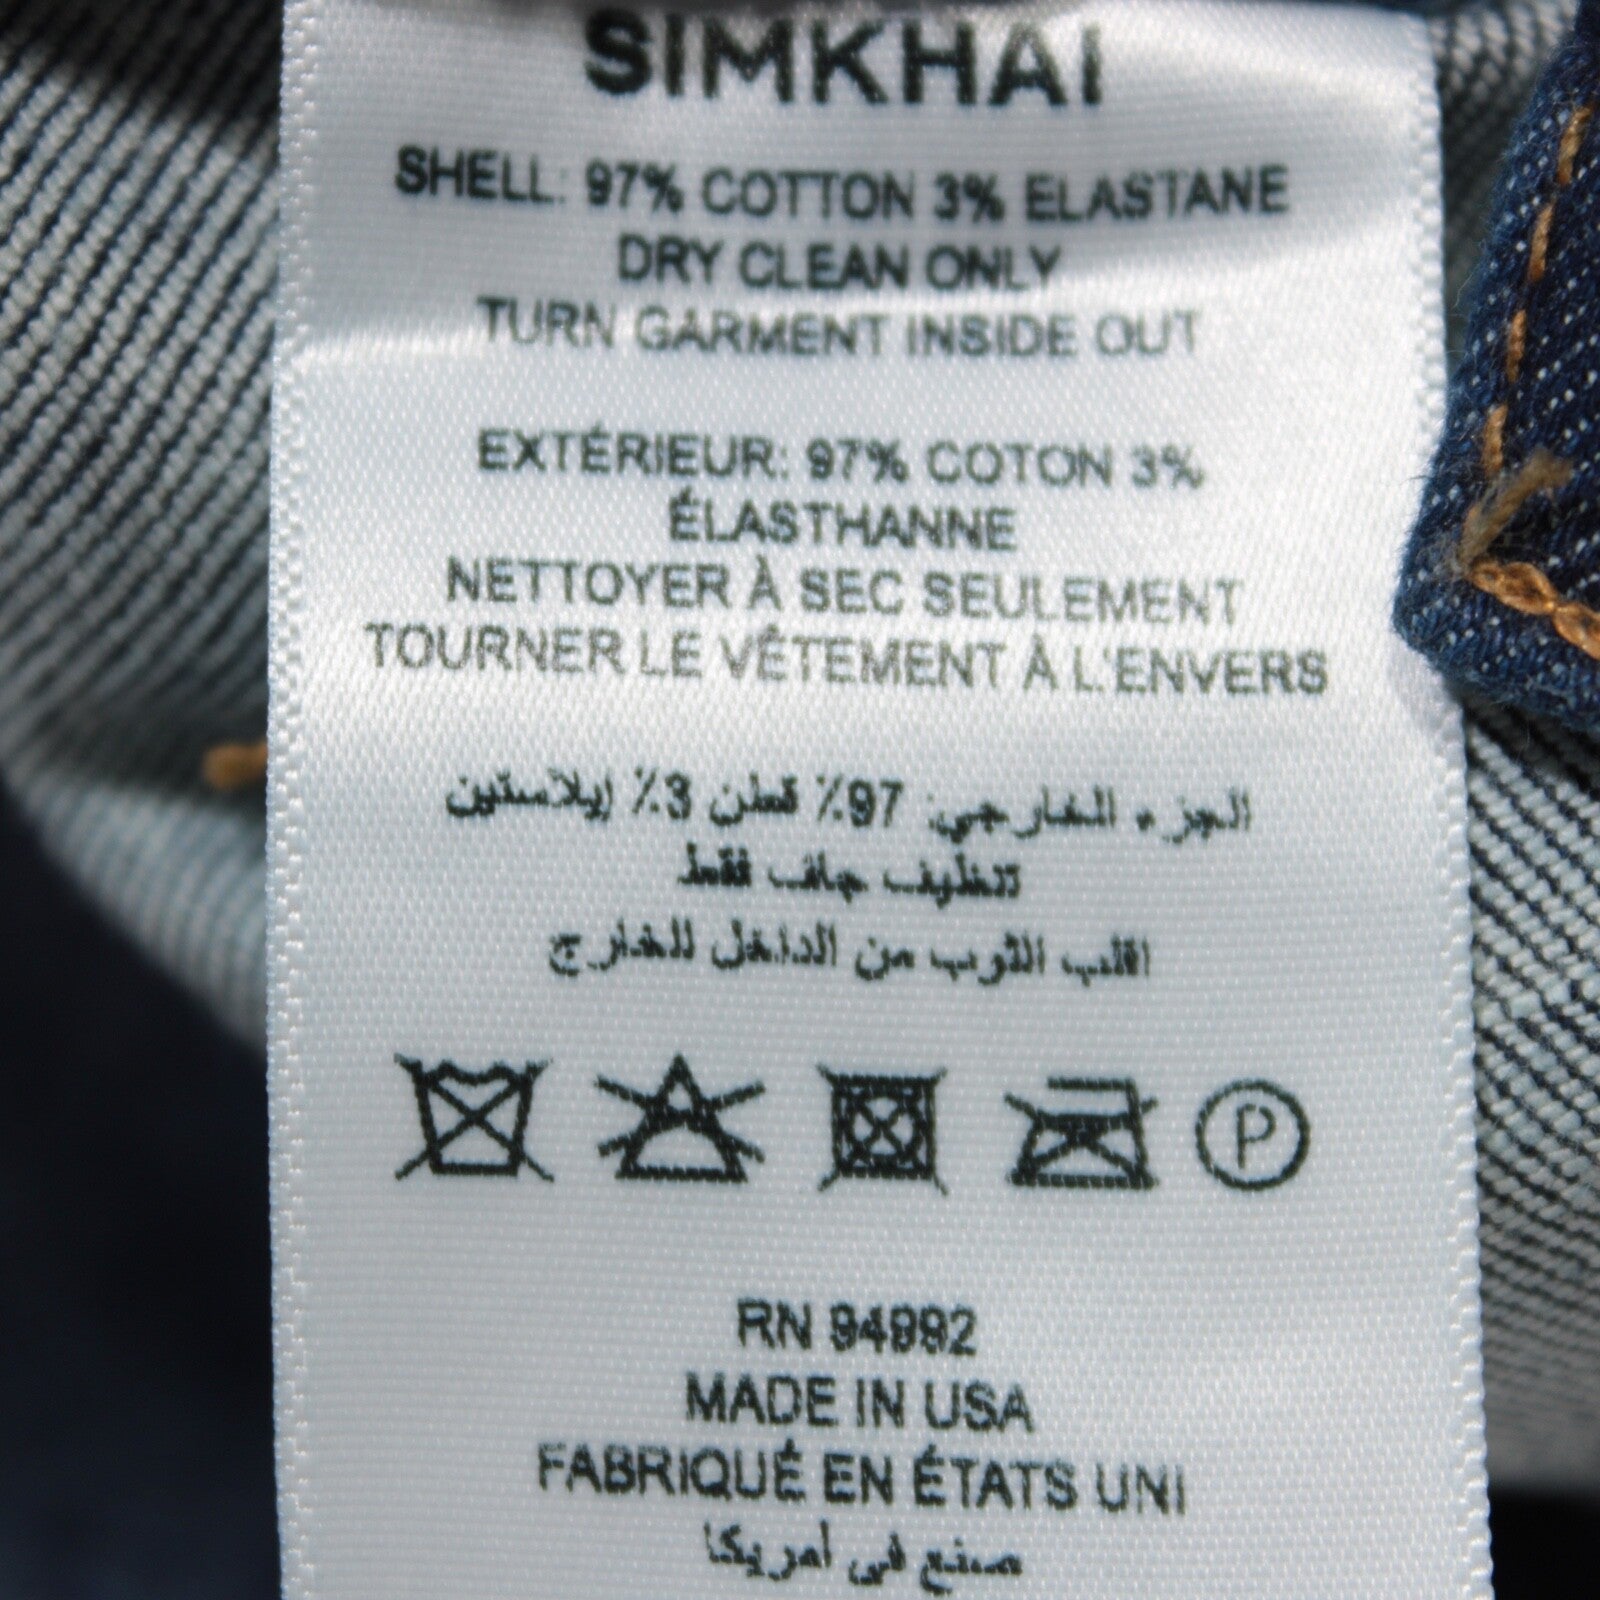 SIMKHAI
SHELL: 97% COTTON 3% ELASTANE
DRY CLEAN ONLY
TURN GARMENT INSIDE OUT
EXTÉRIEUR: 97% COTON 3%
ÉLASTHANNE
NETTOYER À SEC SEULEMENT
TOURNER LE VÊTEMENT À L'ENVERS
الجزء الخارجي: 97٪ قطن 3٪ إيلاستين
تنظيف جاف فقط
اقلب الثوب من الداخل للخارج
P
RN 94992
MADE IN USA
FABRIQUÉ EN ÉTATS UNI
صنع في أمريكا